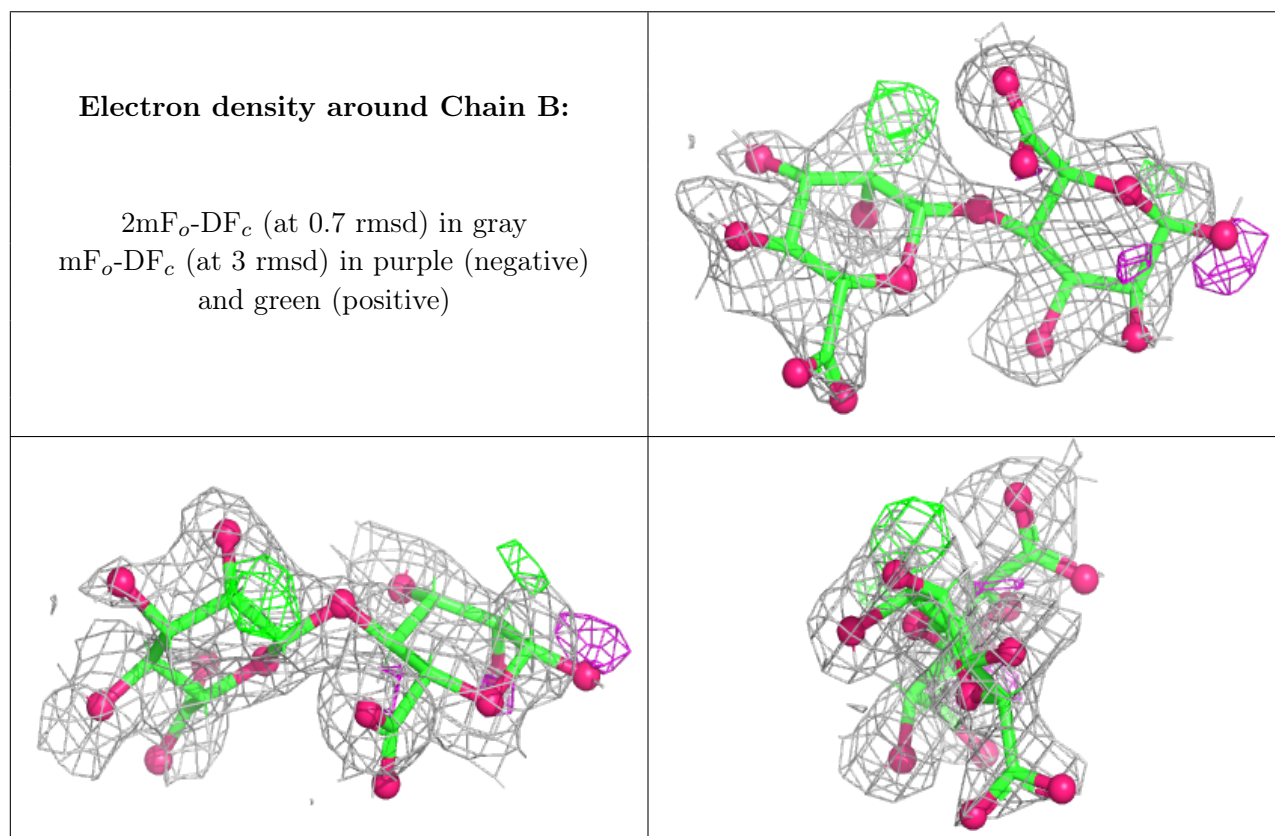 Electron density around Chain B:
2mFₒ-DF𝒸 (at 0.7 rmsd) in gray
mFₒ-DF𝒸 (at 3 rmsd) in purple (negative)
and green (positive)